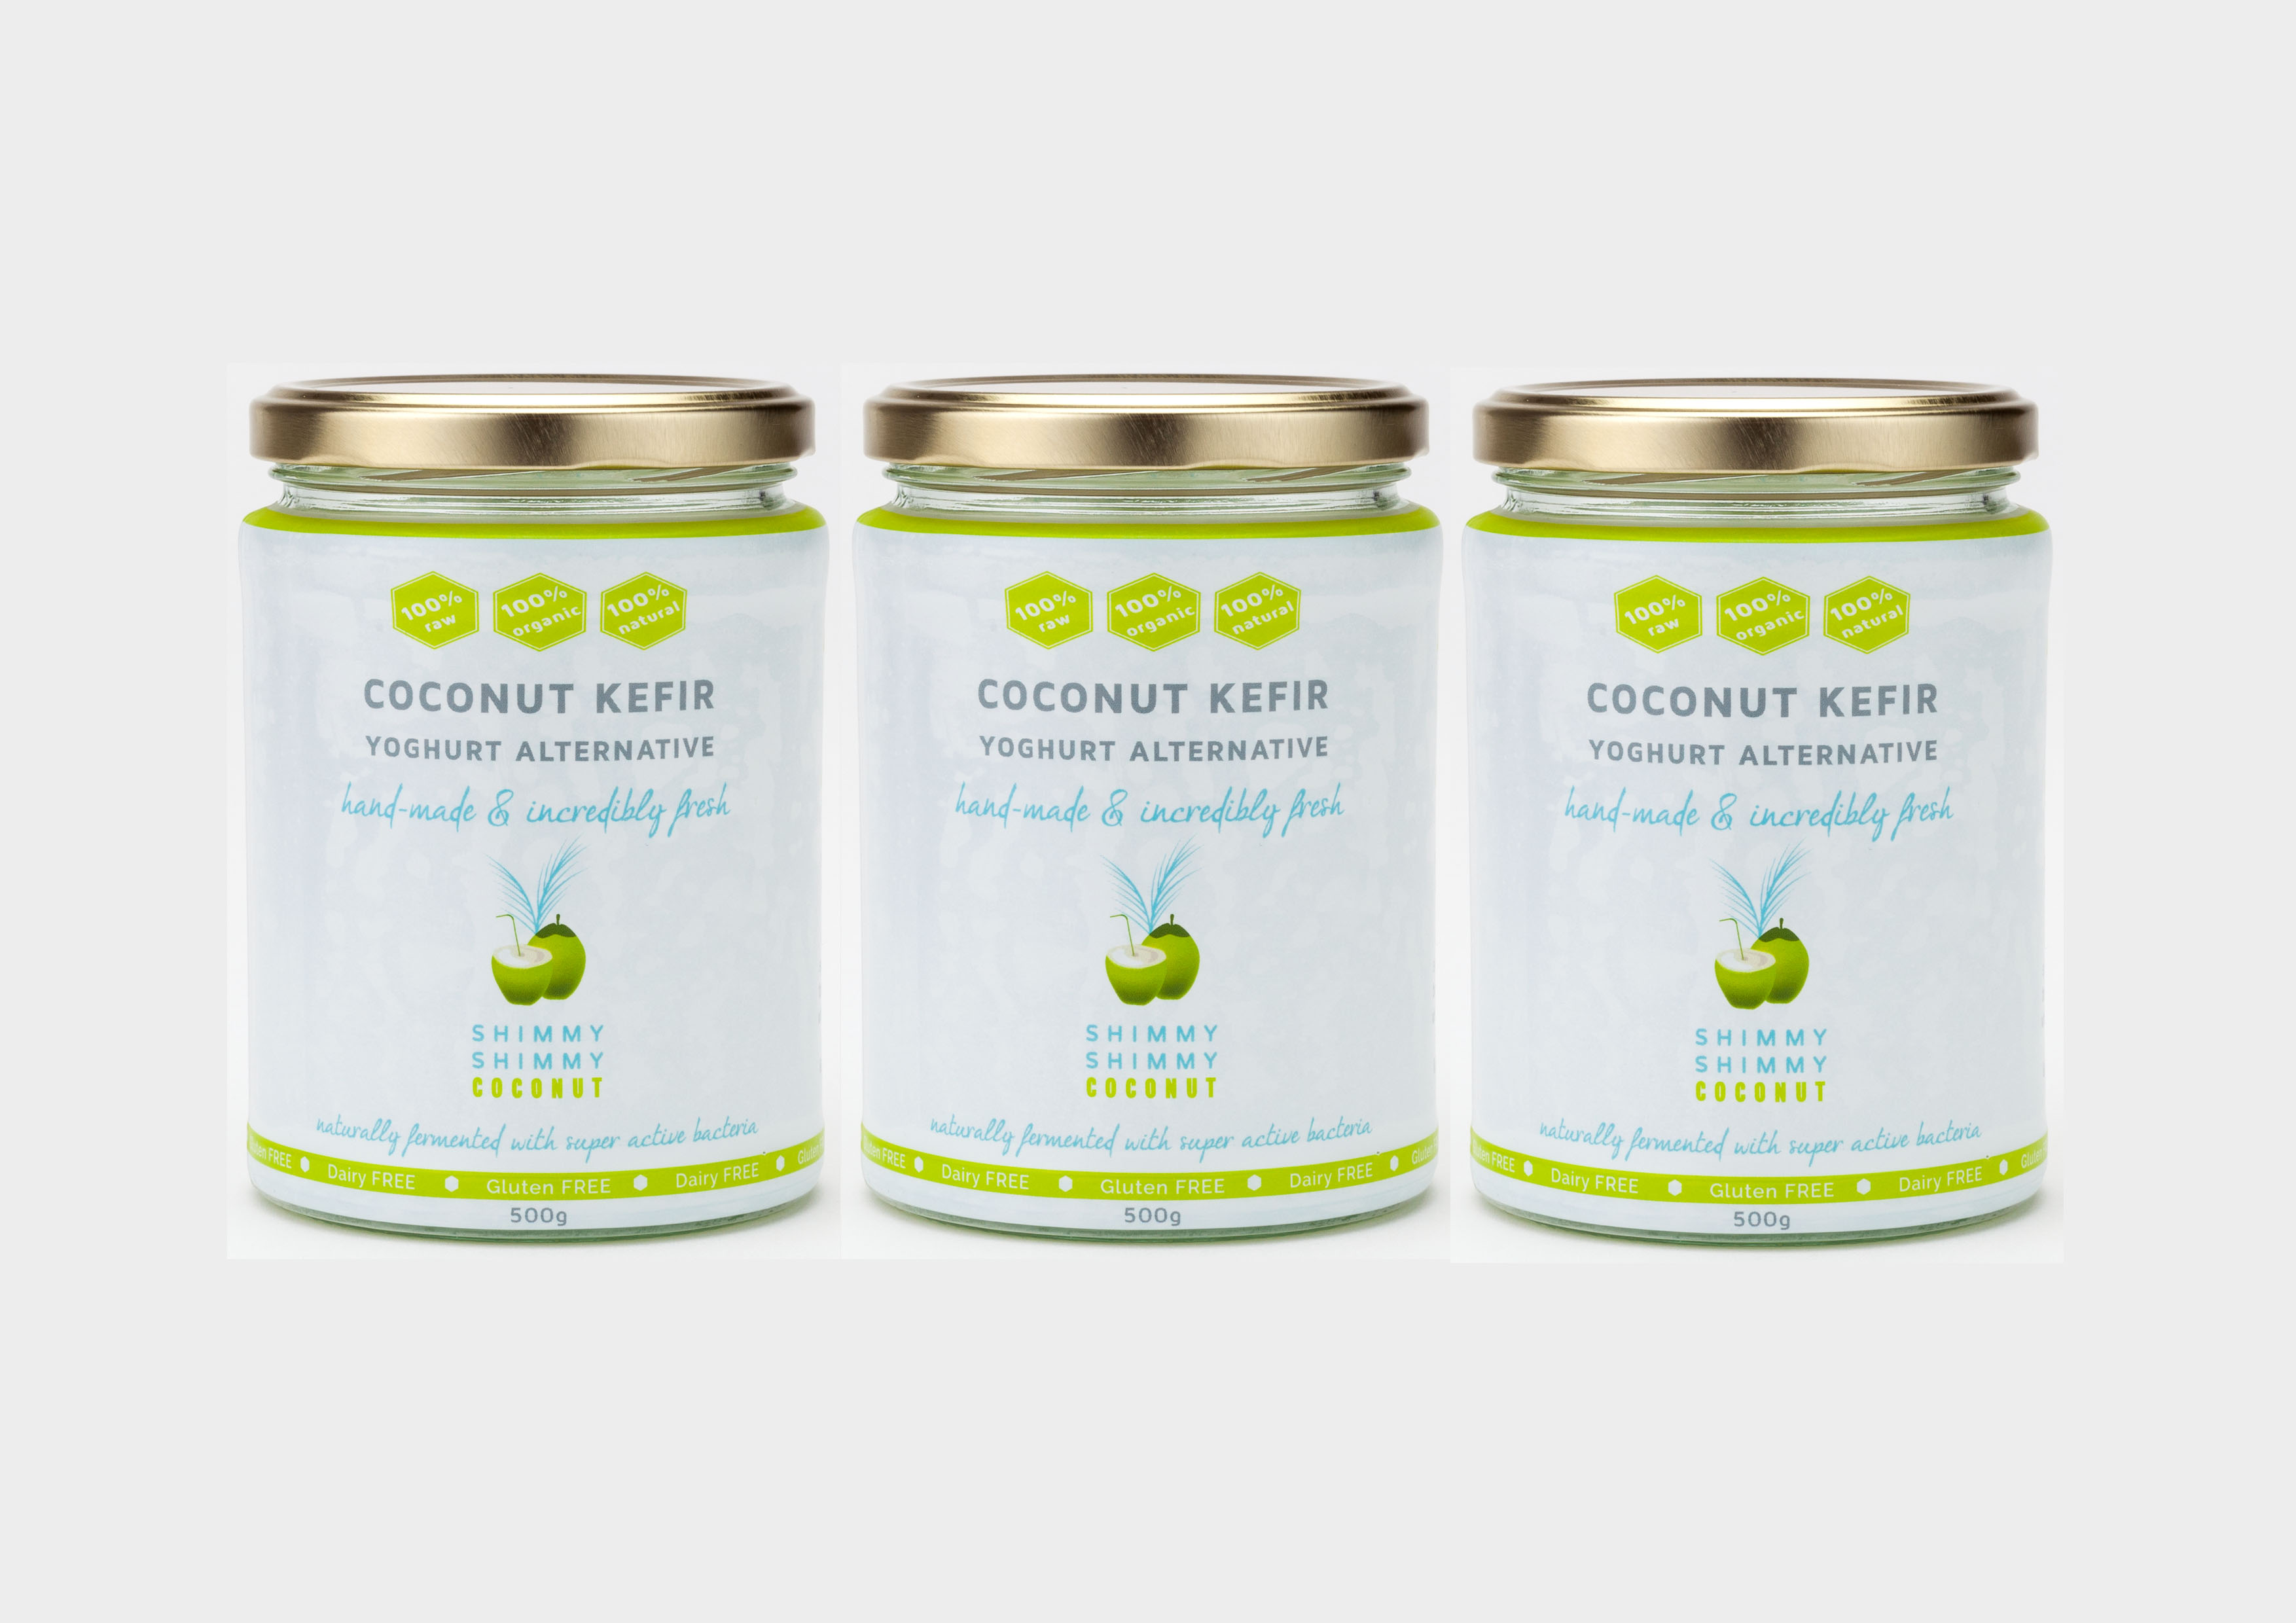 100%
raw
100%
organic
100%
natural
COCONUT KEFIR
YOGHURT ALTERNATIVE
hand-made & incredibly fresh
SHIMMY
SHIMMY
COCONUT
naturally fermented with super active bacteria
FREE Dairy FREE Gluten FREE Dairy FREE
500g
100%
raw
100%
organic
100%
natural
COCONUT KEFIR
YOGHURT ALTERNATIVE
hand-made & incredibly fresh
SHIMMY
SHIMMY
COCONUT
naturally fermented with super active bacteria
FREE Dairy FREE Gluten FREE Dairy FREE
500g
100%
raw
100%
organic
100%
natural
COCONUT KEFIR
YOGHURT ALTERNATIVE
hand-made & incredibly fresh
SHIMMY
SHIMMY
COCONUT
naturally fermented with super active bacteria
FREE Dairy FREE Gluten FREE Dairy FREE
500g